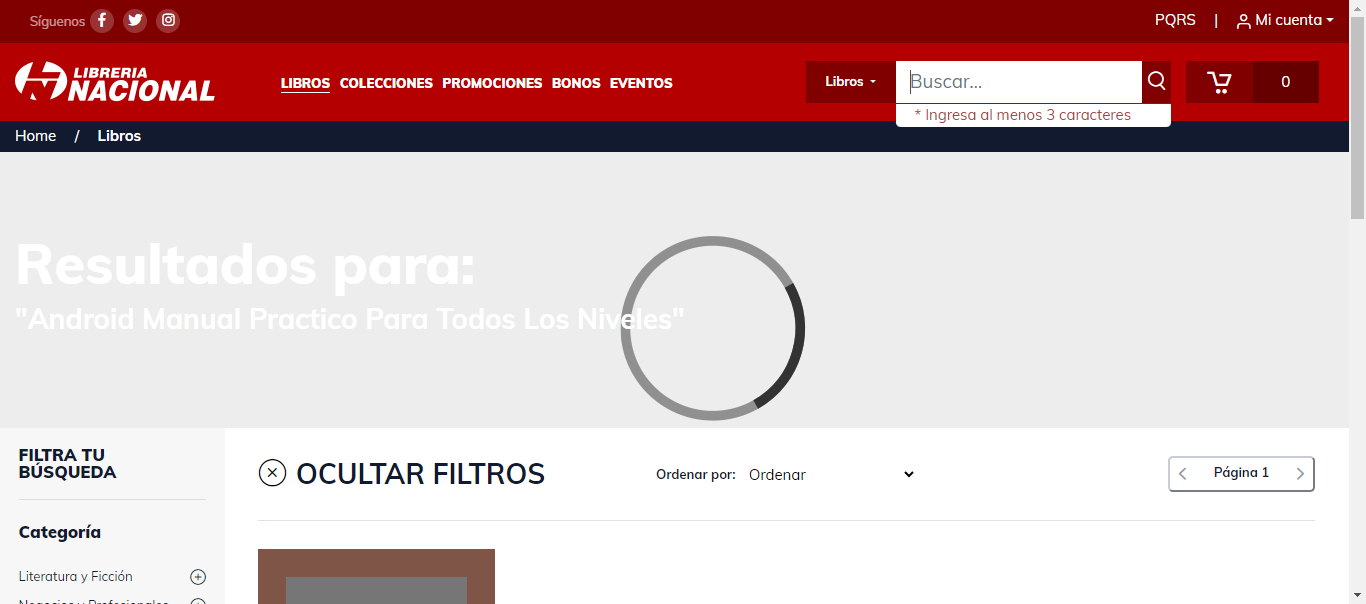 Síguenos
PQRS | Mi cuenta
LIBRERIA
NACIONAL
LIBROS COLECCIONES PROMOCIONES BONOS EVENTOS
Libros
Buscar...
0
* Ingresa al menos 3 caracteres
Home / Libros
Resultados para:
"Android Manual Practico Para Todos Los Niveles"
FILTRA TU
BÚSQUEDA
OCULTAR FILTROS
Ordenar por: Ordenar
Página 1
Categoría
Literatura y Ficción
Negocios y Profesionales